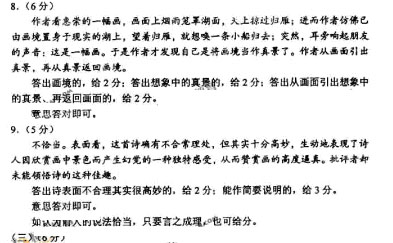 8.(6分)
作者看惠崇的一幅画，画面上烟雨笼罩湖面，天上掠过归雁；进而作者仿佛已
由画境置身于现实的湖上，望着归雁，就想唤一条小船归去；突然，耳旁响起朋友
的声音：这是一幅画。于是作者才发现自己是将画境当作真景了。作者从画面引出
真景，再从真景返回画境。
答出画境的，给2分；答出想象中的真景的，给2分；答出从画面引出想象中
的真景、再返回画面的，给2分。
意思答对即可。
9.(5分)
不恰当。表面看，这首诗确有不合常理处，但其实十分高妙，生动地表现了诗
人因欣赏画中景色而产生幻觉的一种独特感受，从而赞赏画的高度逼真。批评者却
未能领悟诗的这种佳趣。
答出诗表面不合理其实很高妙的，给2分；能作简要说明的，给3分。
意思答对即可。
如认为前人的说法恰当，只要言之成理，也可给分。
(三)(6分)